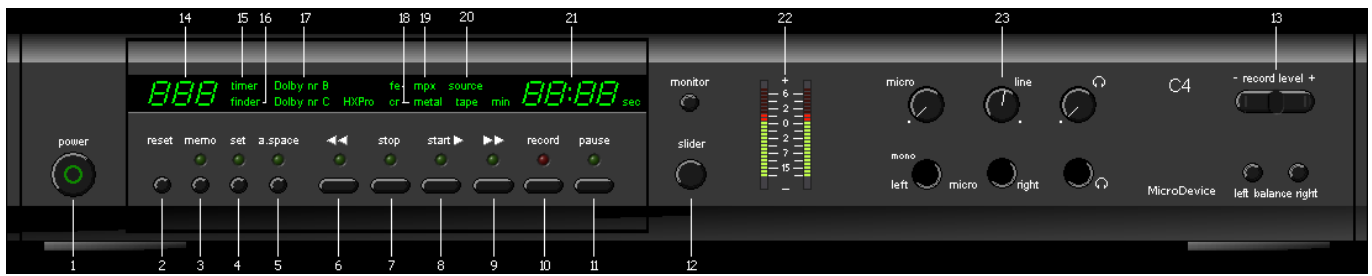 14 15 16 17 18 19 20 21 22 23 13
888 timer Dolby nr B fe mpx source 88:88
finder Dolby nr C HXPro cr metal tape min sec
monitor
+
6
2
0
2
7
15
–
micro line
C4
- record level +
power
reset memo set a.space ◀◀ stop start ▶ ▶▶ record pause
slider
mono
left micro right
MicroDevice
left balance right
1 2 3 4 5 6 7 8 9 10 11 12